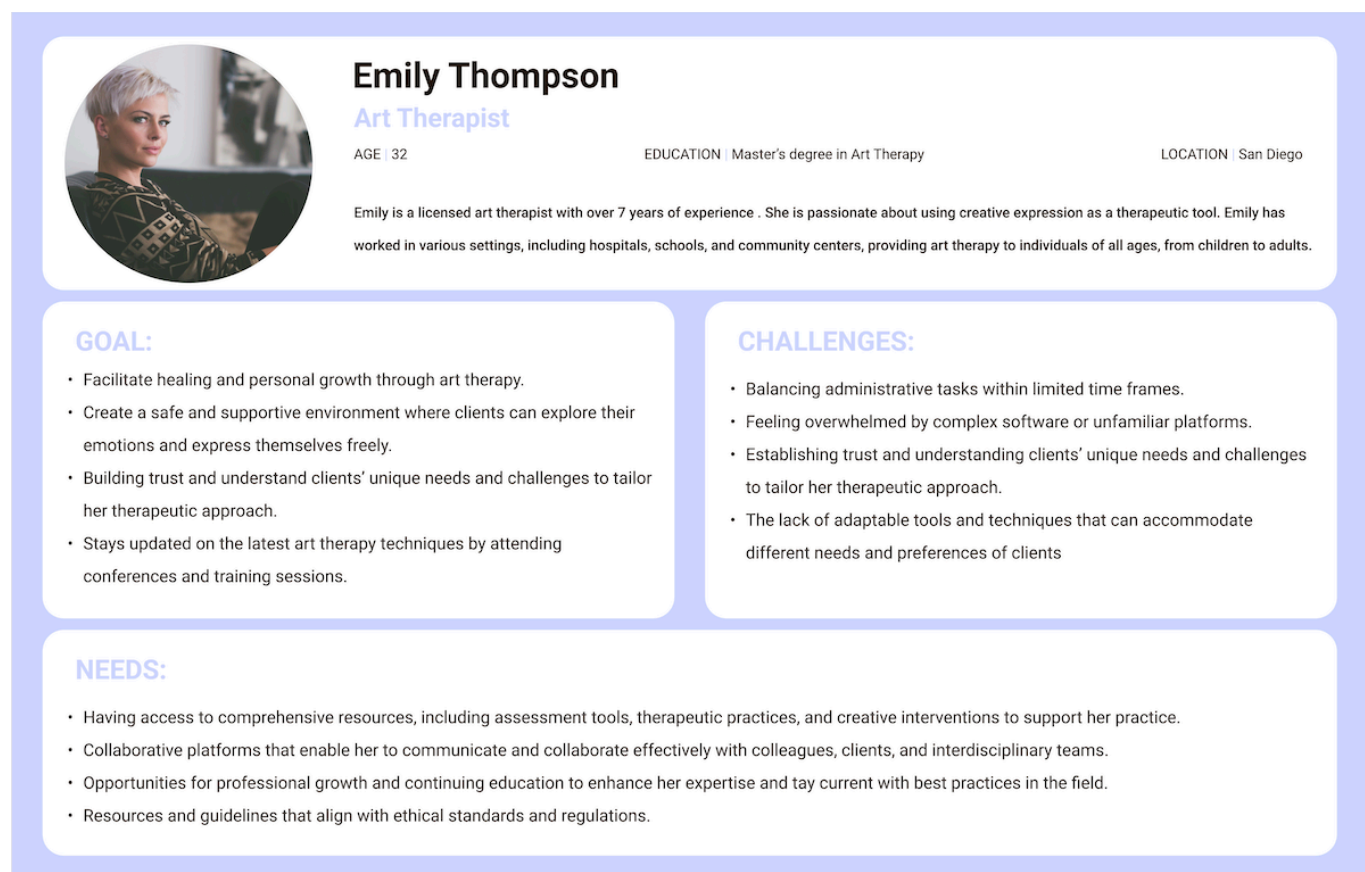 Emily Thompson
Art Therapist
AGE | 32
EDUCATION | Master's degree in Art Therapy
LOCATION | San Diego
Emily is a licensed art therapist with over 7 years of experience . She is passionate about using creative expression as a therapeutic tool. Emily has
worked in various settings, including hospitals, schools, and community centers, providing art therapy to individuals of all ages, from children to adults.
GOAL:
• Facilitate healing and personal growth through art therapy.
• Create a safe and supportive environment where clients can explore their
emotions and express themselves freely.
• Building trust and understand clients' unique needs and challenges to tailor
her therapeutic approach.
• Stays updated on the latest art therapy techniques by attending
conferences and training sessions.
CHALLENGES:
• Balancing administrative tasks within limited time frames.
• Feeling overwhelmed by complex software or unfamiliar platforms.
• Establishing trust and understanding clients' unique needs and challenges
to tailor her therapeutic approach.
• The lack of adaptable tools and techniques that can accommodate
different needs and preferences of clients
NEEDS:
• Having access to comprehensive resources, including assessment tools, therapeutic practices, and creative interventions to support her practice.
• Collaborative platforms that enable her to communicate and collaborate effectively with colleagues, clients, and interdisciplinary teams.
• Opportunities for professional growth and continuing education to enhance her expertise and tay current with best practices in the field.
• Resources and guidelines that align with ethical standards and regulations.